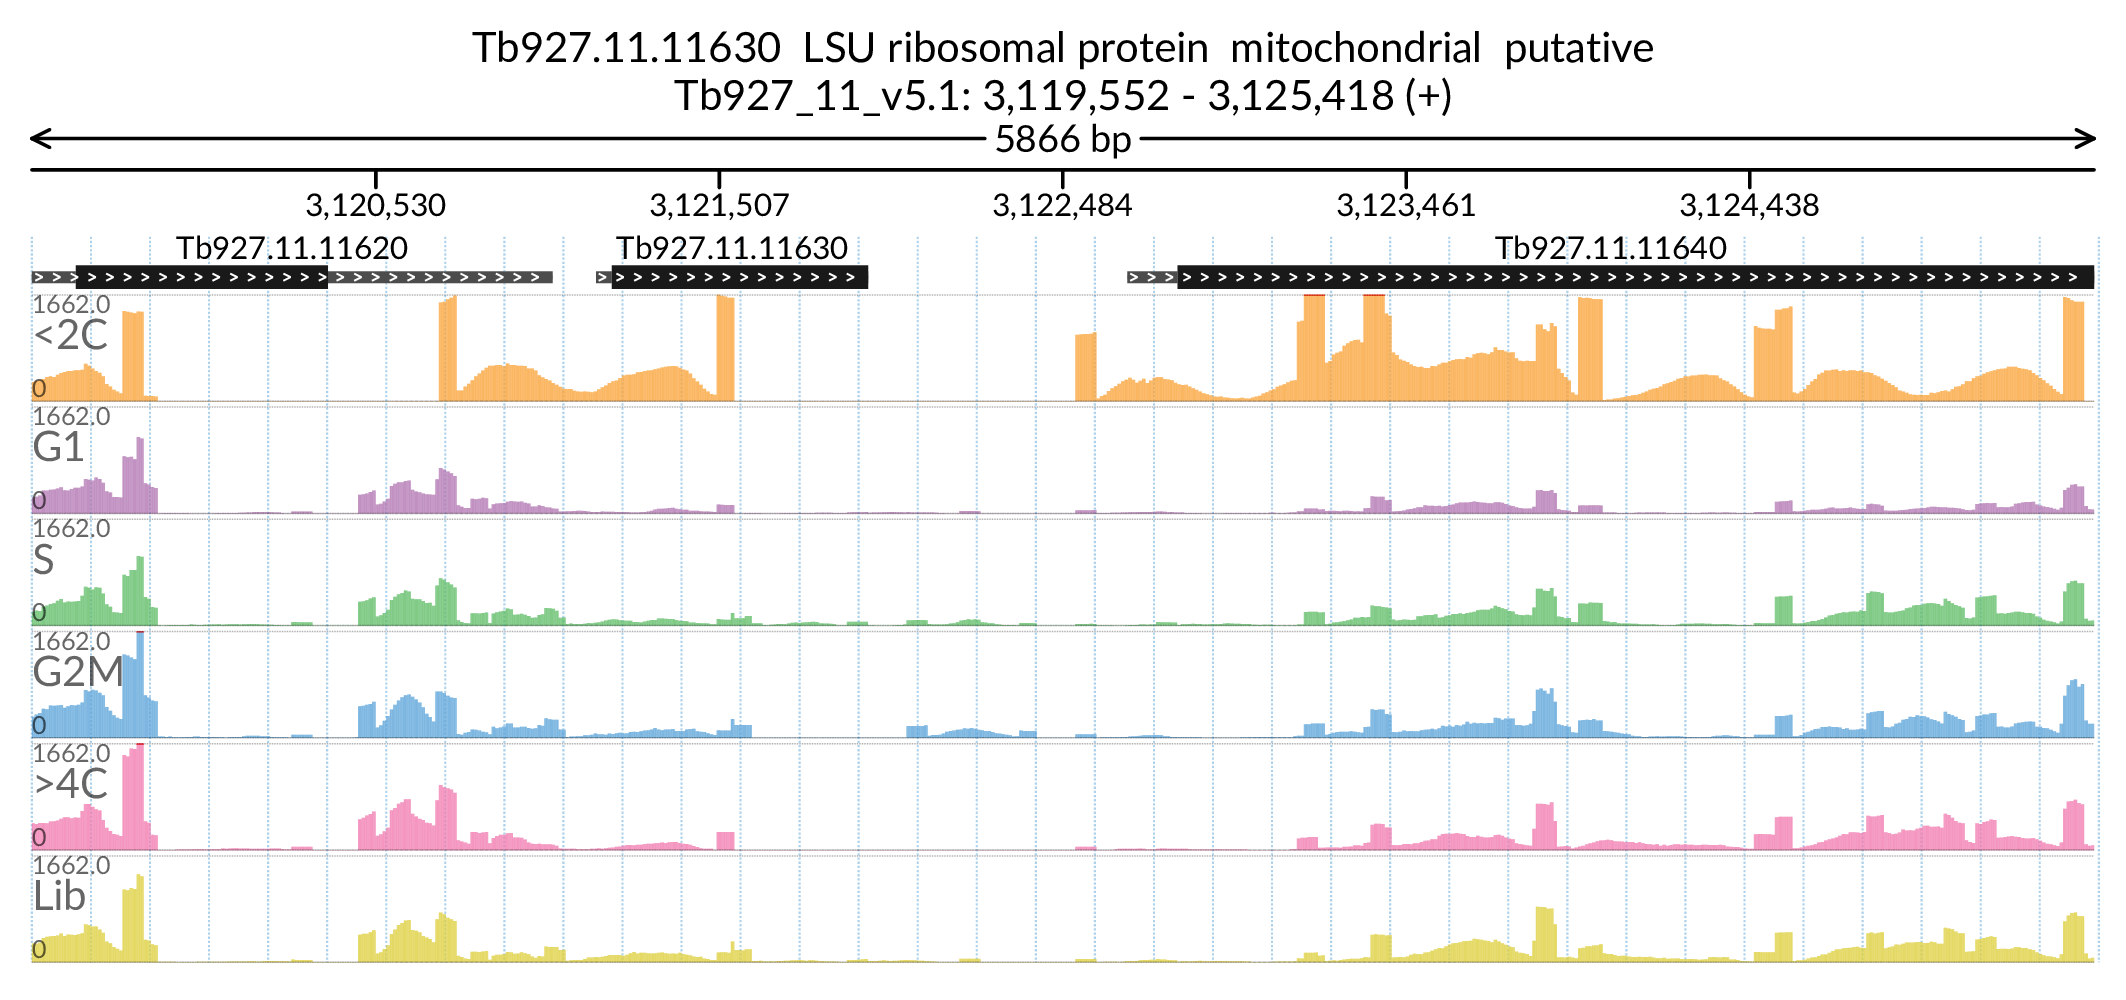 Tb927.11.11630 LSU ribosomal protein mitochondrial putative
Tb927_11_v5.1: 3,119,552 - 3,125,418 (+)
5866 bp
3,120,530 3,121,507 3,122,484 3,123,461 3,124,438
Tb927.11.11620 Tb927.11.11630 Tb927.11.11640
1662.0
<2C
0
1662.0
G1
0
1662.0
S
0
1662.0
G2M
0
1662.0
>4C
0
1662.0
Lib
0